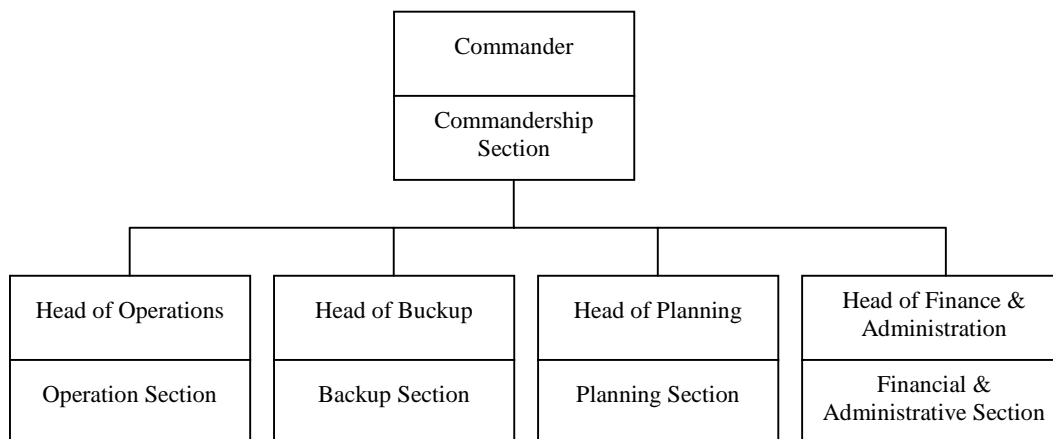 Commander
Commandership
Section
Head of Operations
Operation Section
Head of Buckup
Backup Section
Head of Planning
Planning Section
Head of Finance &
Administration
Financial &
Administrative Section